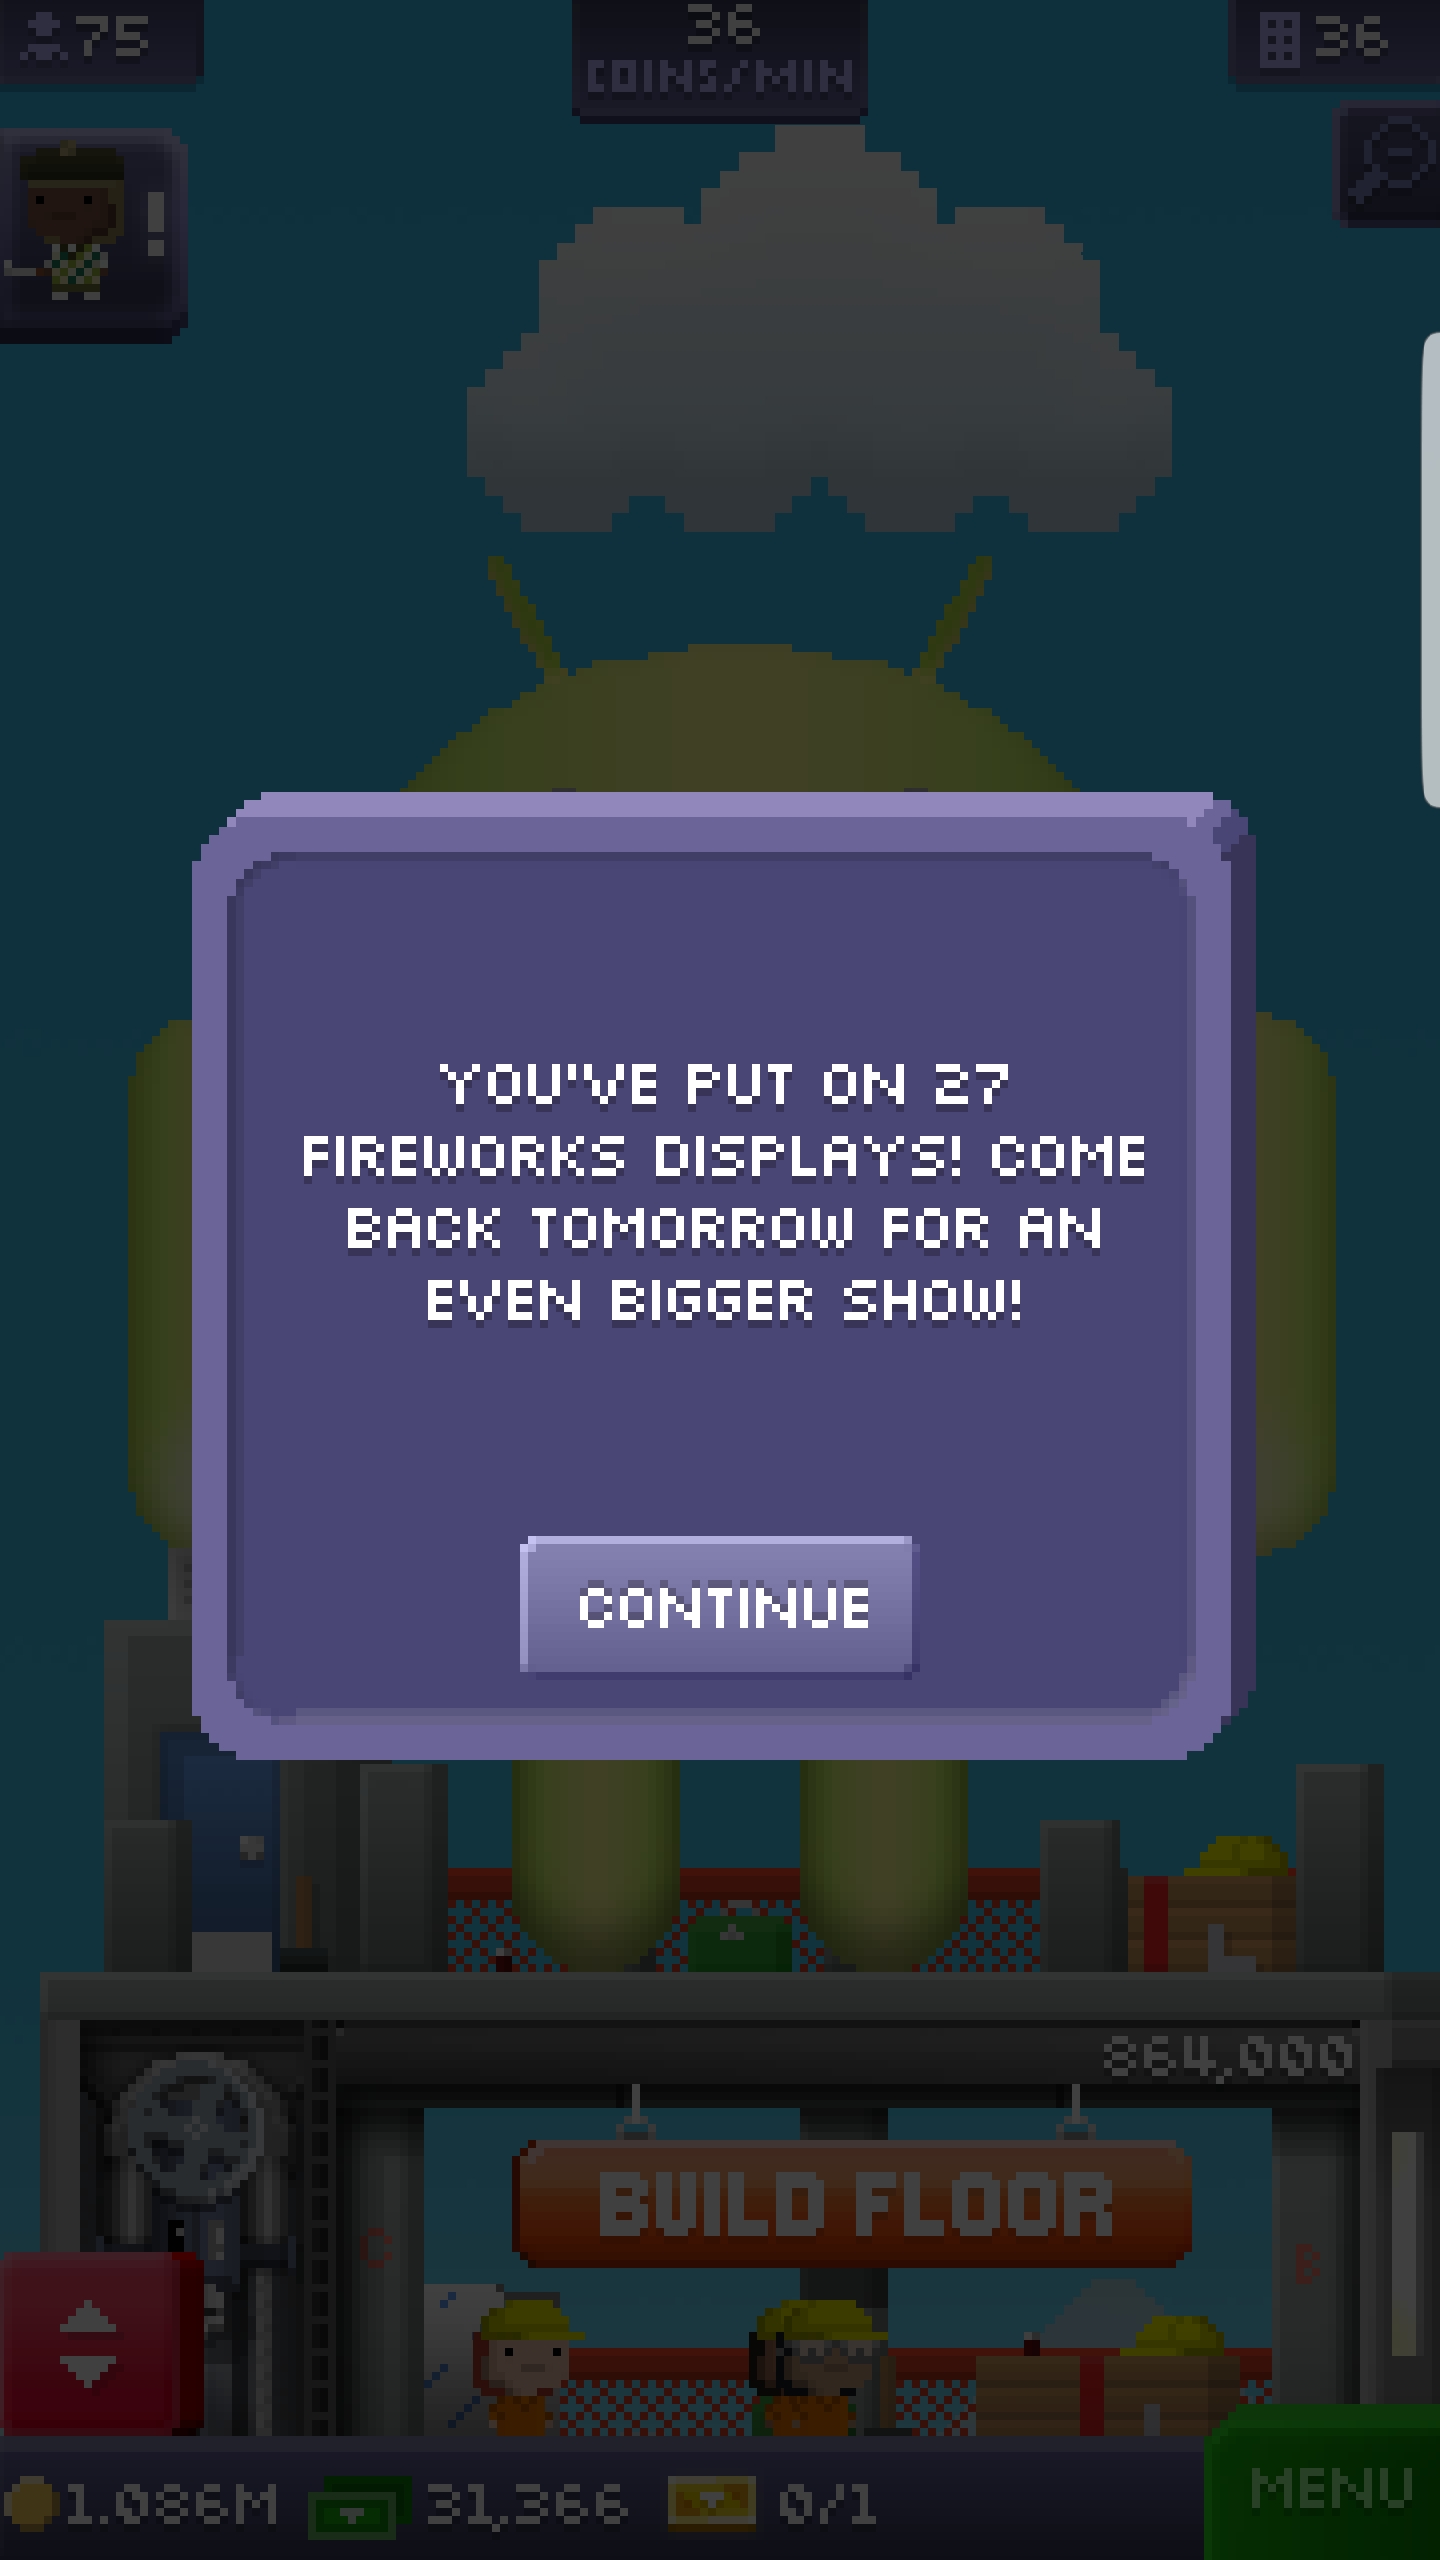 75
36
COINS/MIN
36
!
YOU'VE PUT ON 27
FIREWORKS DISPLAYS! COME
BACK TOMORROW FOR AN
EVEN BIGGER SHOW!
CONTINUE
864,000
BUILD FLOOR
C
B
1.086M
31,366
0/1
MENU